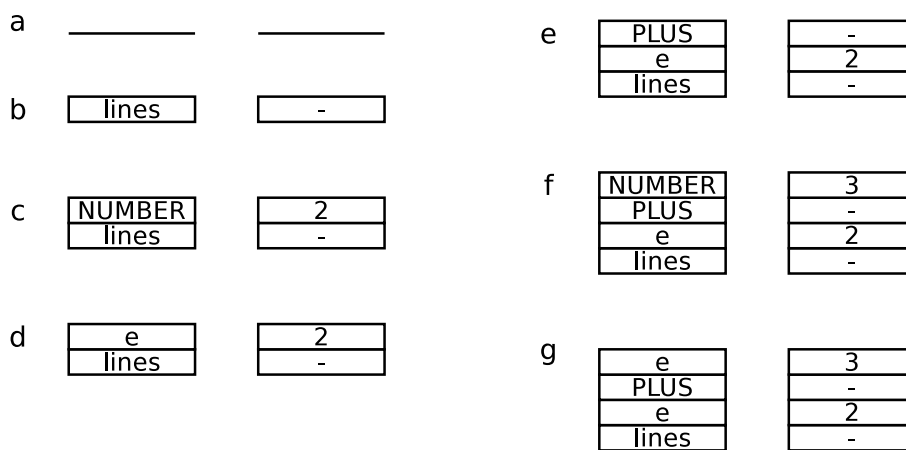 a
b
lines -
c
NUMBER 2
lines -
d
e 2
lines -
e
PLUS -
e 2
lines -
f
NUMBER 3
PLUS -
e 2
lines -
g
e 3
PLUS -
e 2
lines -